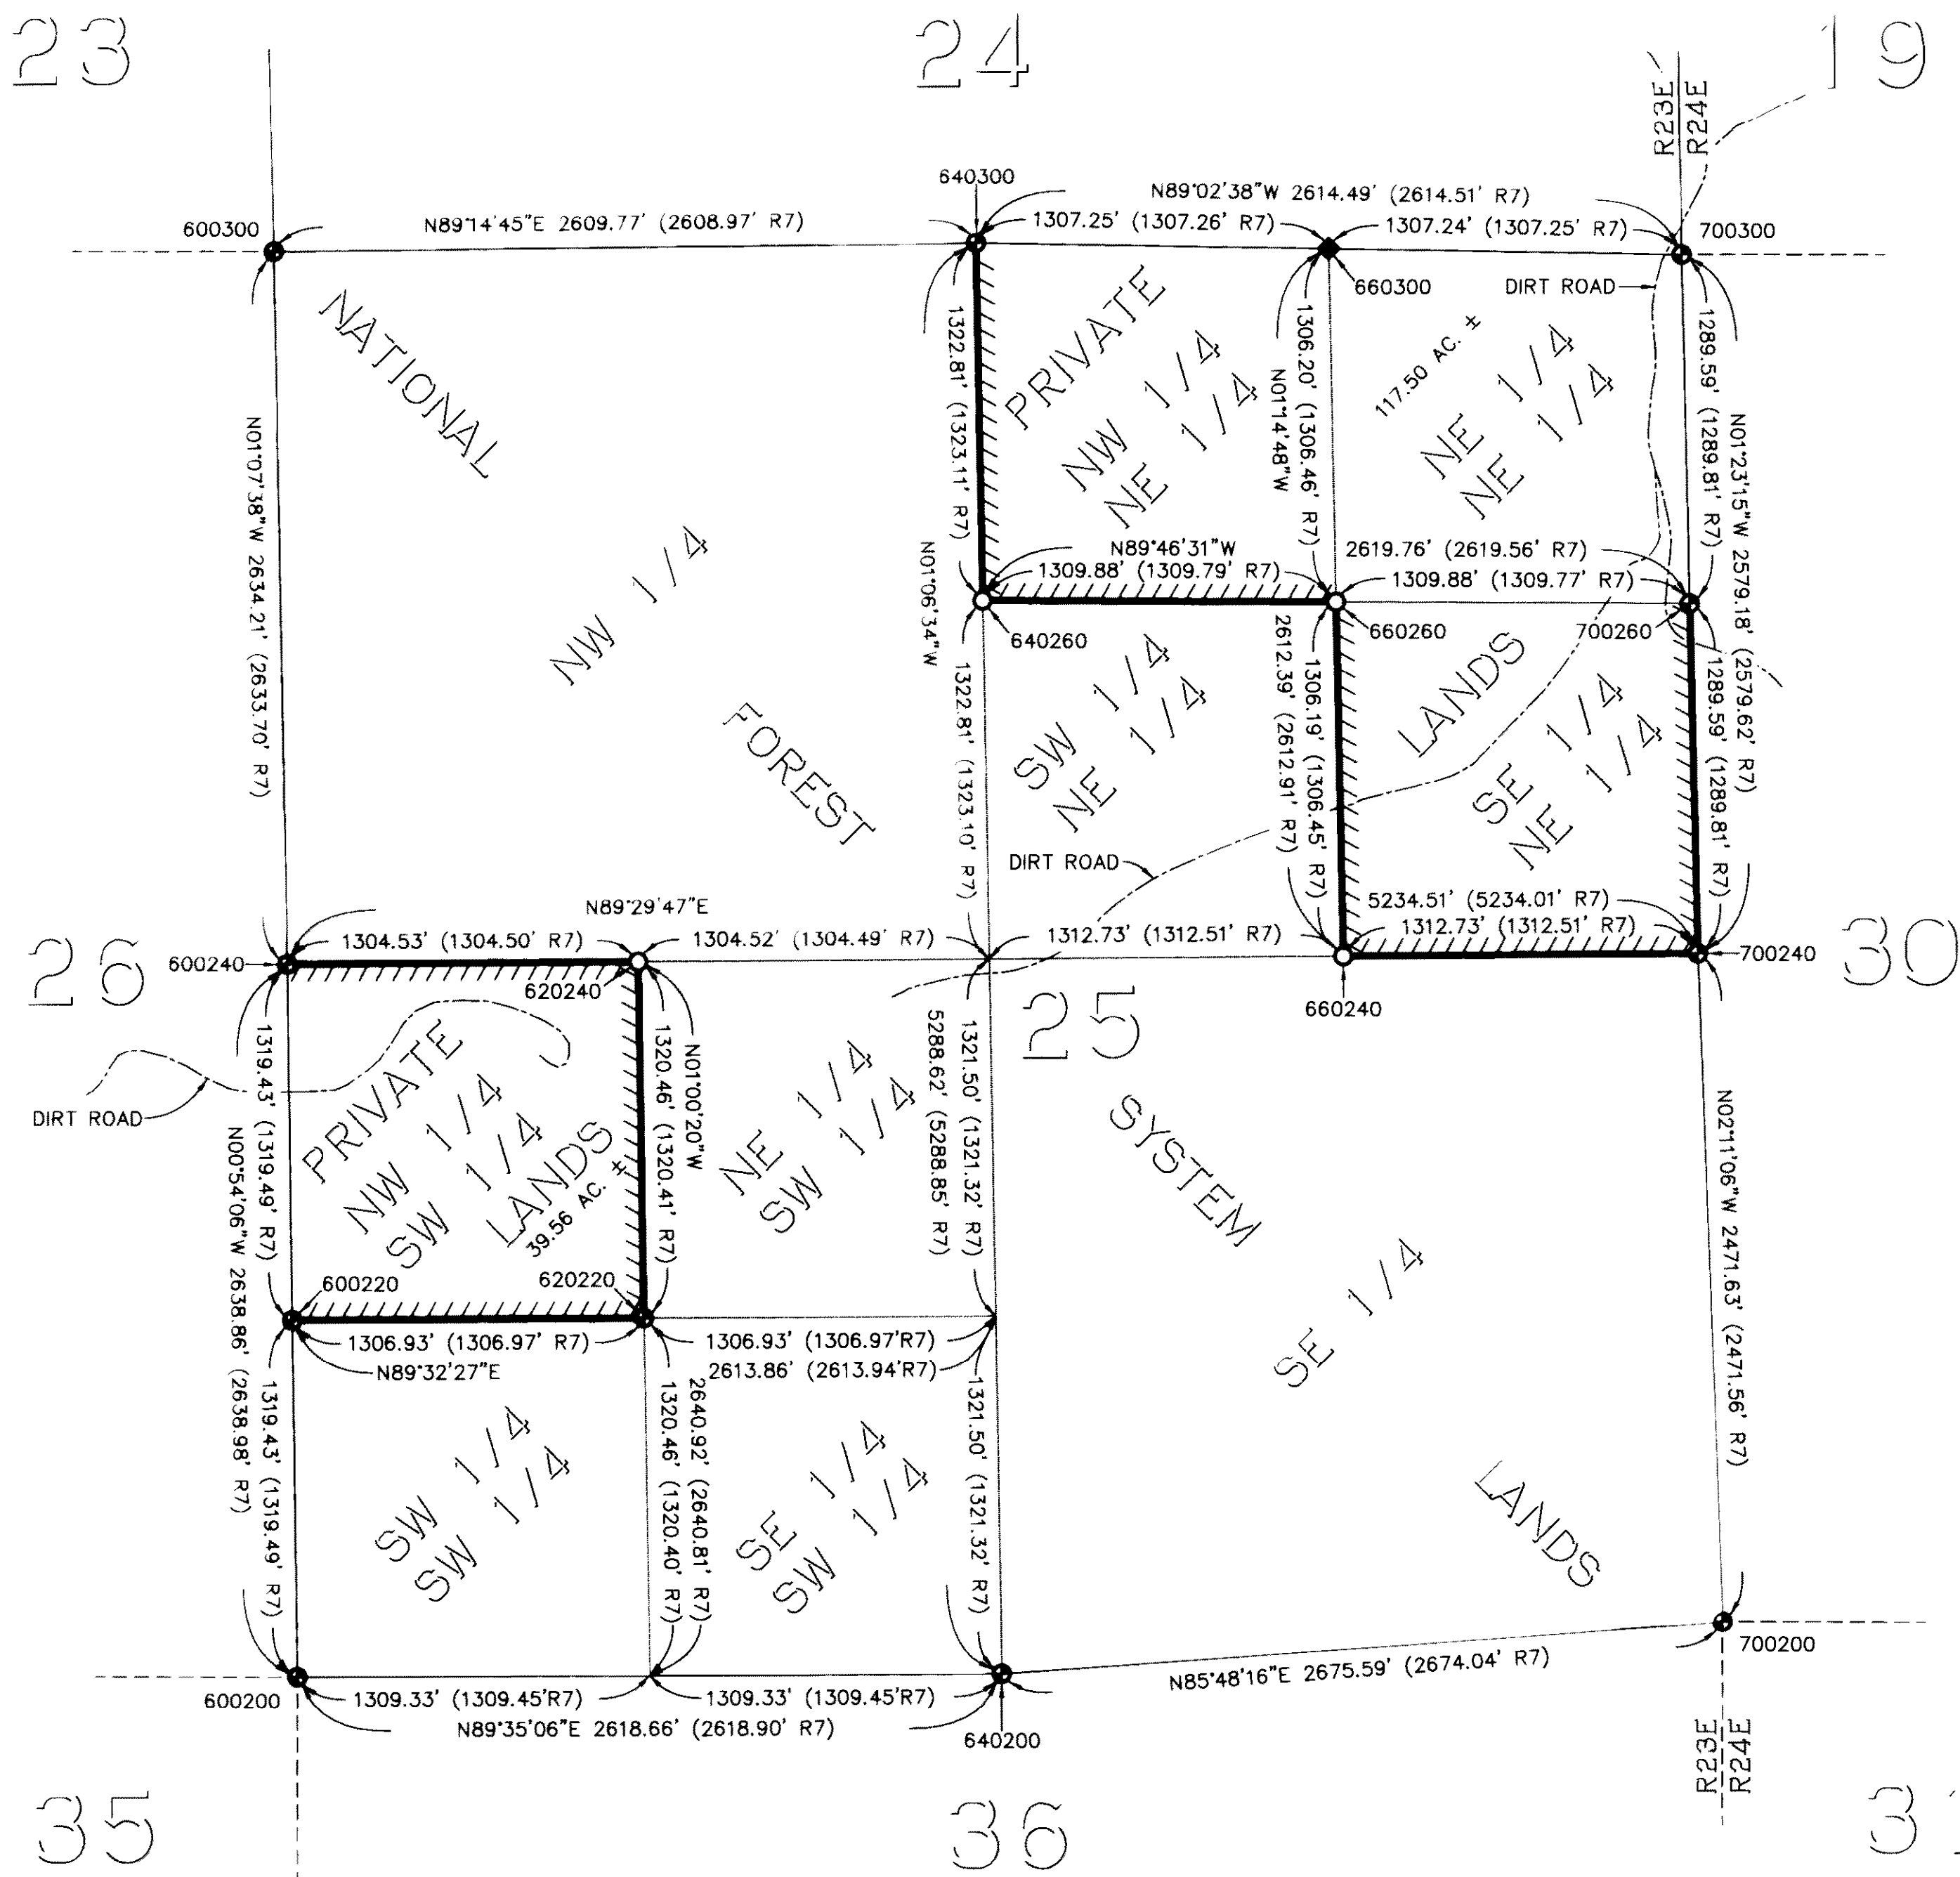 23
24
19
R23E
R24E
640300
N89°02'38"W 2614.49' (2614.51' R7)
600300
N89°14'45"E 2609.77' (2608.97' R7)
1307.25' (1307.26' R7)
1307.24' (1307.25' R7)
700300
660300
DIRT ROAD
NATIONAL
PRIVATE
NW 1/4
NE 1/4
117.50 AC. ±
NE 1/4
NE 1/4
1322.81' (1323.11' R7)
1306.20' (1306.46' R7)
N01°14'48"W
1289.59' (1289.81' R7)
N01°23'15"W 2579.18' (2579.62' R7)
N01°07'38"W 2634.21' (2633.70' R7)
NW 1/4
N01°06'34"W
N89°46'31"W
1309.88' (1309.79' R7)
2619.76' (2619.56' R7)
1309.88' (1309.77' R7)
640260
660260
700260
FOREST
SW 1/4
NE 1/4
LANDS
SE 1/4
NE 1/4
1322.81' (1323.10' R7)
1306.19' (1306.45' R7)
2612.39' (2612.91' R7)
1289.59' (1289.81' R7)
DIRT ROAD
N89°29'47"E
5234.51' (5234.01' R7)
1304.53' (1304.50' R7)
1304.52' (1304.49' R7)
1312.73' (1312.51' R7)
1312.73' (1312.51' R7)
26
600240
620240
25
660240
700240
30
DIRT ROAD
PRIVATE
NW 1/4
SW 1/4
LANDS
39.56 AC. ±
1319.43' (1319.49' R7)
N00°54'06"W 2638.86' (2638.98' R7)
1320.46' (1320.41' R7)
N01°00'20"W
NE 1/4
SW 1/4
5288.62' (5288.85' R7)
1321.50' (1321.32' R7)
SYSTEM
N02°11'06"W 2471.63' (2471.56' R7)
SE 1/4
600220
620220
1306.93' (1306.97' R7)
N89°32'27"E
1306.93' (1306.97'R7)
2613.86' (2613.94'R7)
1319.43' (1319.49' R7)
SW 1/4
SW 1/4
1320.46' (1320.40' R7)
2640.92' (2640.81' R7)
SE 1/4
SW 1/4
1321.50' (1321.32' R7)
LANDS
600200
1309.33' (1309.45'R7)
1309.33' (1309.45'R7)
N89°35'06"E 2618.66' (2618.90' R7)
640200
N85°48'16"E 2675.59' (2674.04' R7)
700200
R23E
R24E
35
36